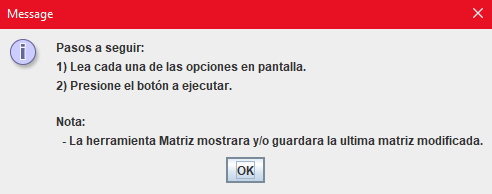 Message
Pasos a seguir:
1) Lea cada una de las opciones en pantalla.
2) Presione el botón a ejecutar.
Nota:
- La herramienta Matriz mostrara y/o guardara la ultima matriz modificada.
OK